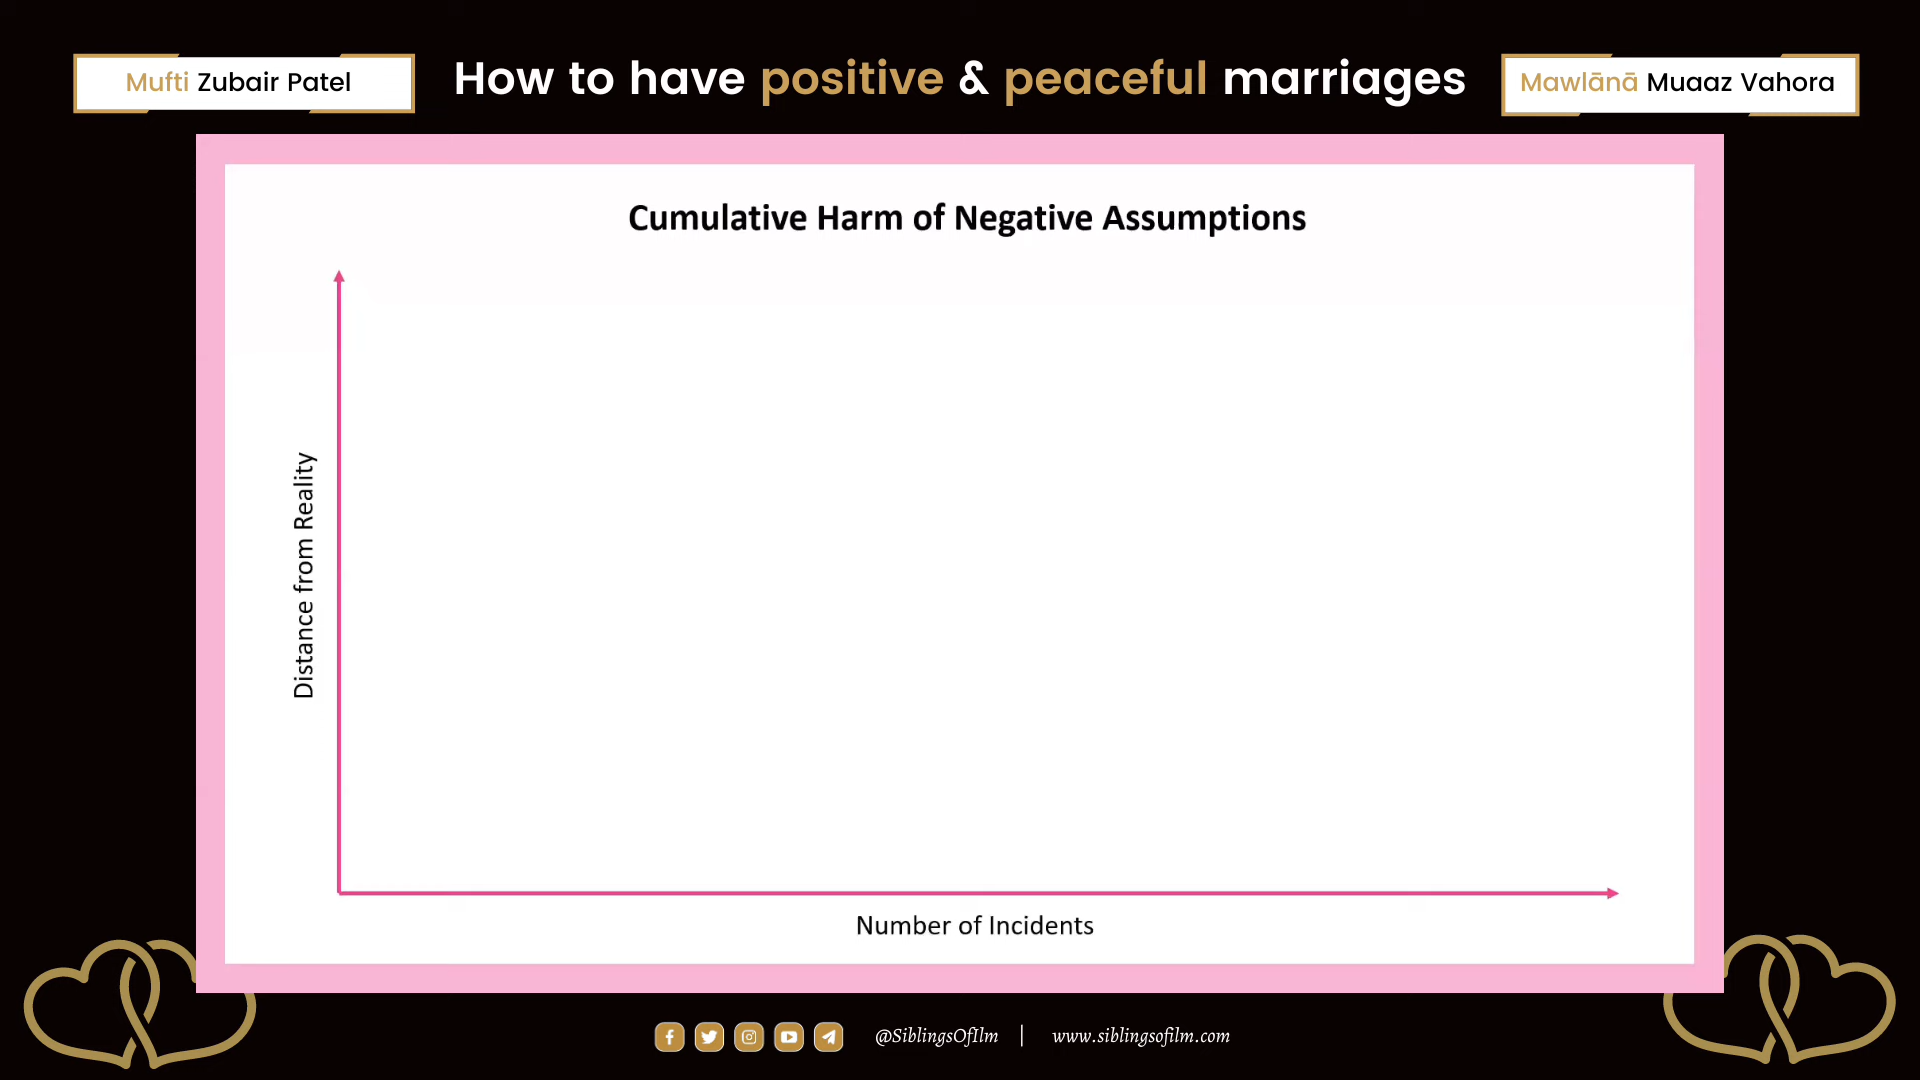 Mufti Zubair Patel
How to have positive & peaceful marriages
Mawlānā Muaaz Vahora
Cumulative Harm of Negative Assumptions
Distance from Reality
Number of Incidents
@SiblingsOfIlm | www.siblingsofilm.com